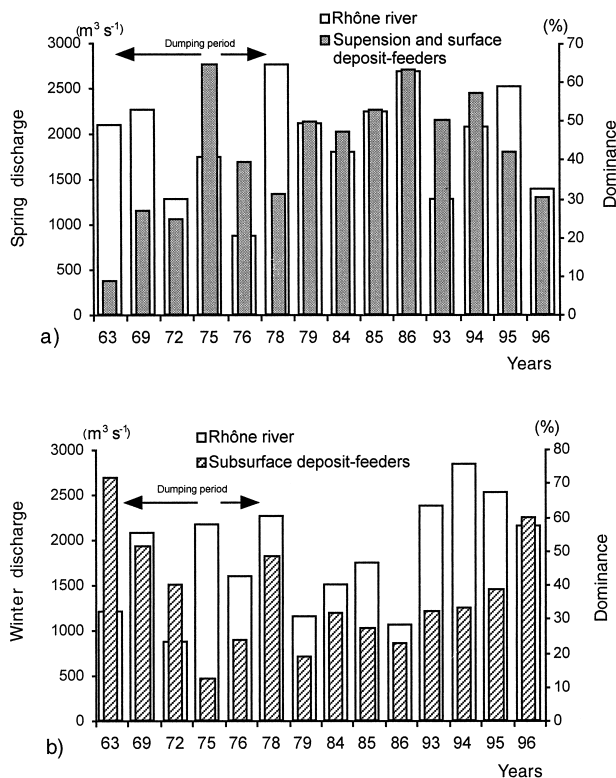 (m³ s⁻¹)
Rhône river
Supension and surface
deposit-feeders
(%)
Dumping period
3000
2500
2000
1500
1000
500
0
Spring discharge
70
60
50
40
30
20
10
0
Dominance
63 69 72 75 76 78 79 84 85 86 93 94 95 96
a)
Years
(m³ s⁻¹)
Rhône river
Subsurface deposit-feeders
(%)
Dumping period
3000
2500
2000
1500
1000
500
0
Winter discharge
80
70
60
50
40
30
20
10
0
Dominance
63 69 72 75 76 78 79 84 85 86 93 94 95 96
b)
Years